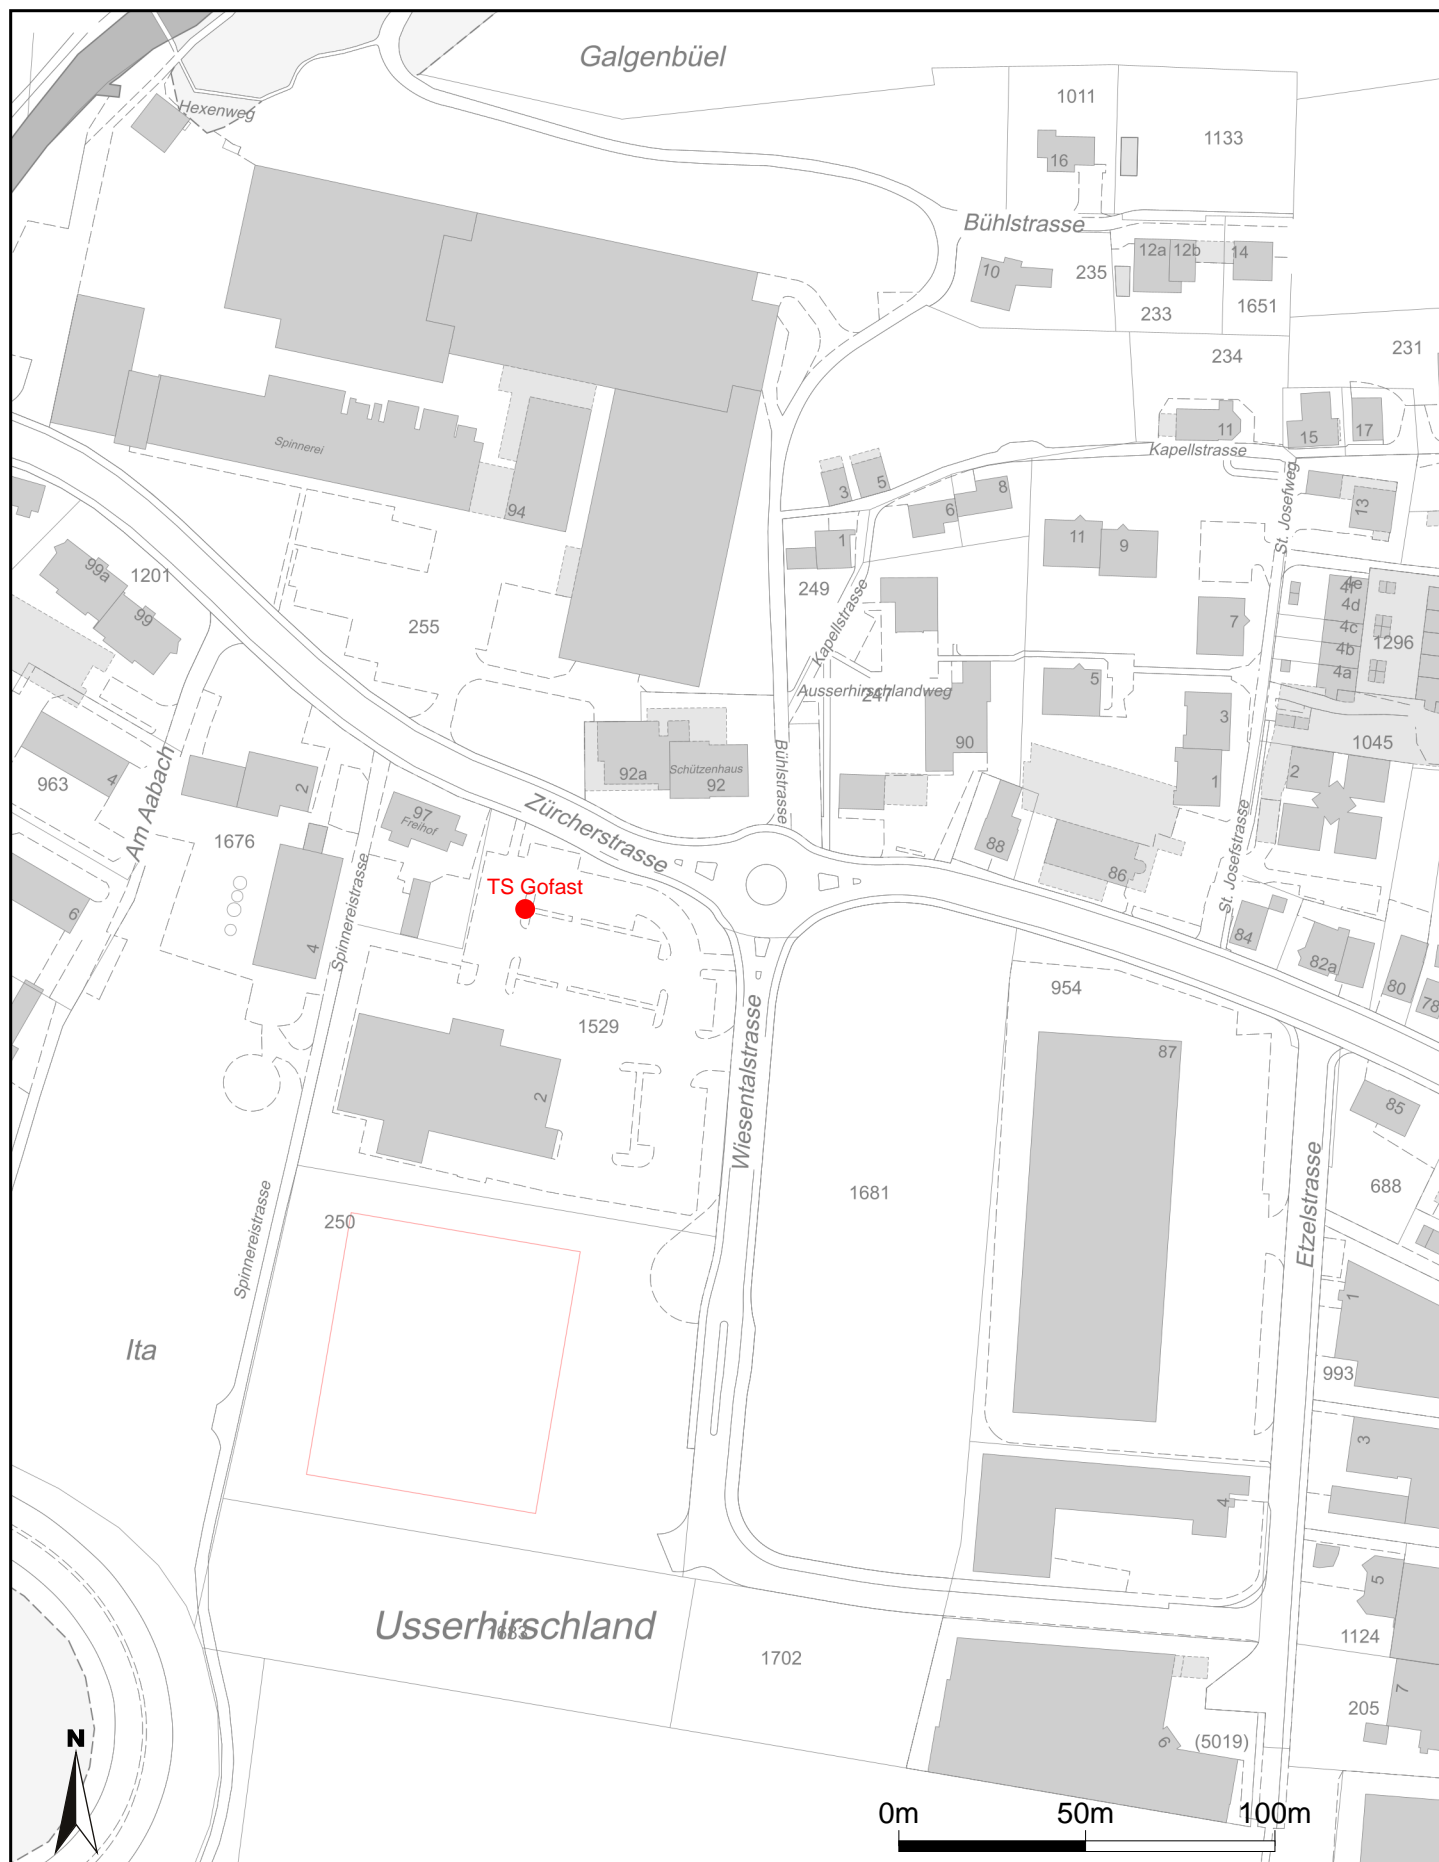 Galgenbüel
1011
1133
Hexenweg
16
Bühlstrasse
12a
12b
14
10
235
233
1651
234
231
11
15
17
Kapellstrasse
Spinnerei
3
5
6
8
94
1
11
9
St. Josefweg
13
99a
1201
99
249
Kapellstrasse
255
7
4e
4f
4d
4c
4b
4a
1296
Ausserhirschlandweg
247
5
3
90
1045
92a
Schützenhaus
92
Bühlstrasse
1
2
963
4
Am Aabach
2
97
Freihof
Zürcherstrasse
1676
88
86
St. Josefstrasse
TS Gofast
6
4
Spinnereistrasse
84
82a
80
78
954
1529
Wiesentalstrasse
87
2
85
1681
688
Etzelstrasse
250
Spinnereistrasse
1
Ita
993
3
4
5
Usserhirschland
1683
1124
1702
205
7
N
6
(5019)
0m
50m
100m